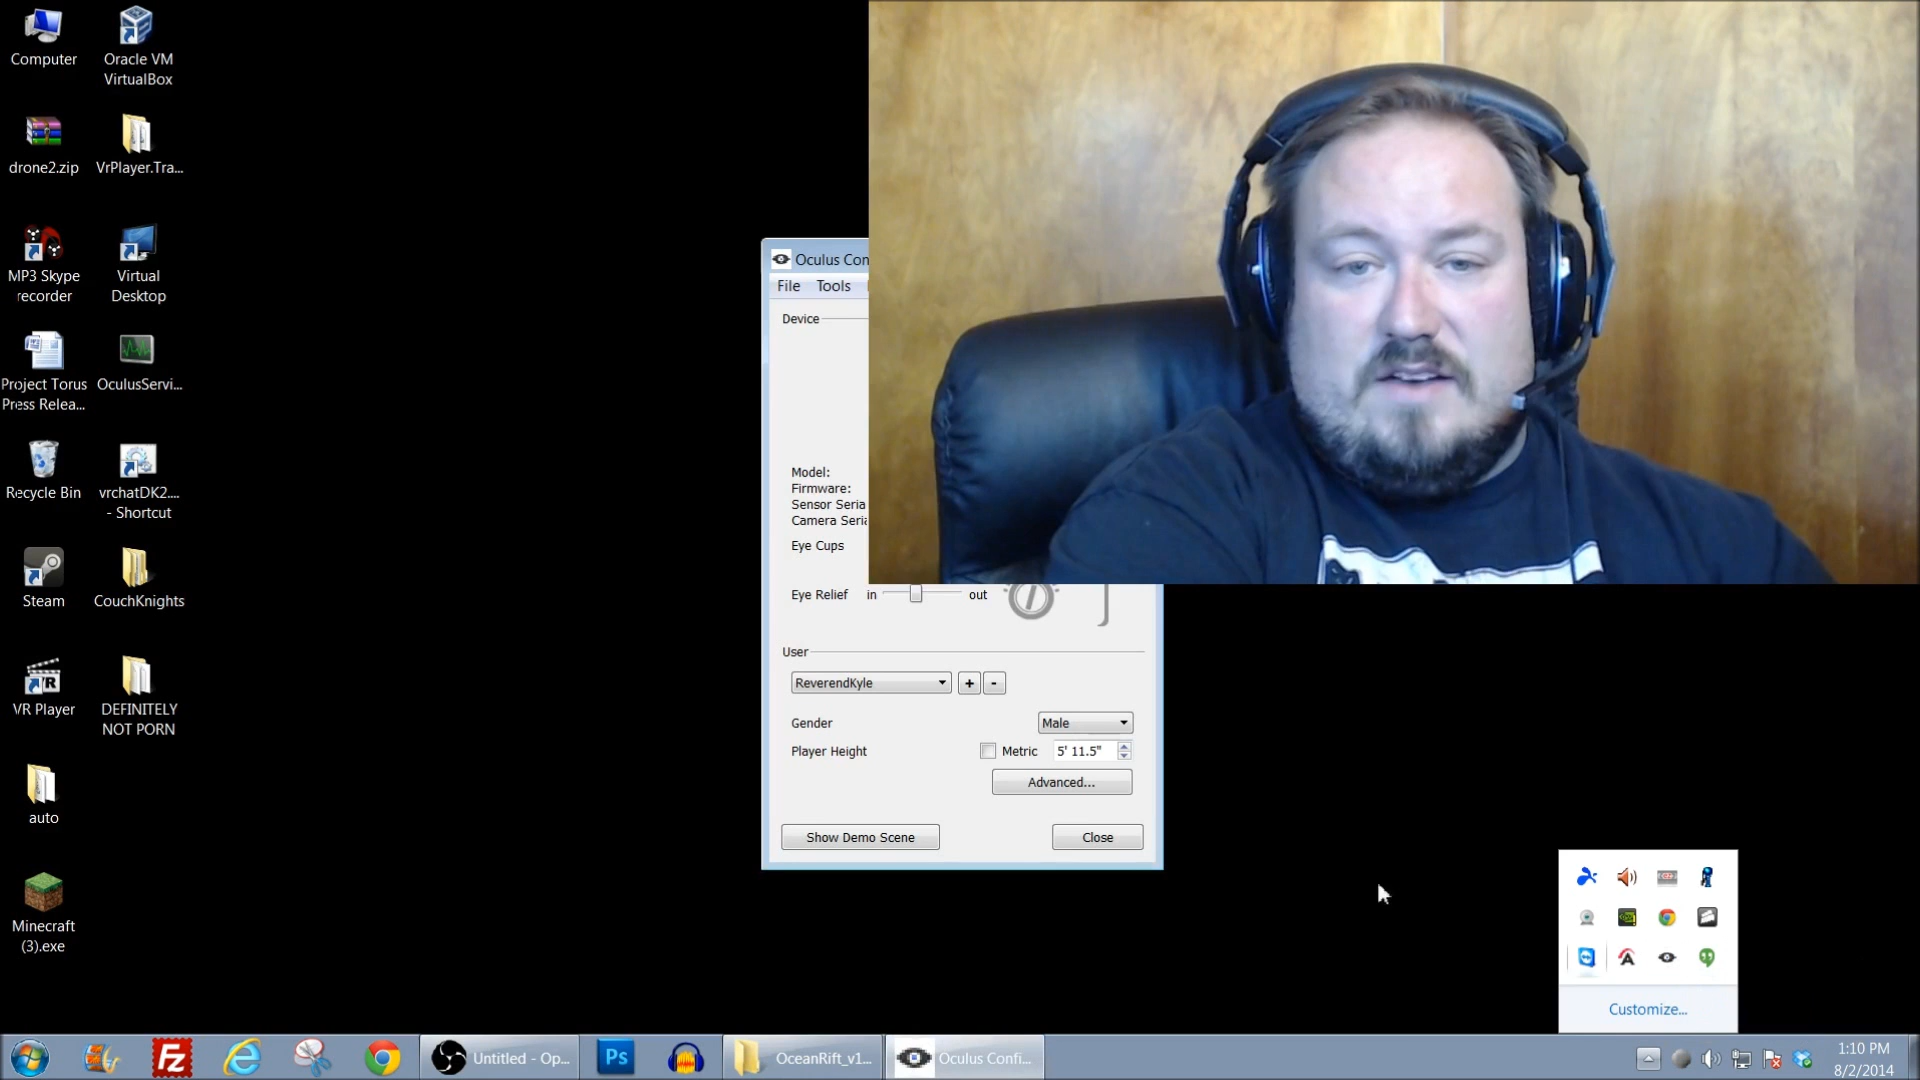 Computer
Oracle VM
VirtualBox
drone2.zip
VrPlayer.Tra...
MP3 Skype
recorder
Virtual
Desktop
Project Torus
Press Relea...
OculusServi...
Recycle Bin
vrchatDK2....
- Shortcut
Steam
CouchKnights
VR Player
DEFINITELY
NOT PORN
auto
Minecraft
(3).exe
Oculus Con
File Tools
Device
Model:
Firmware:
Sensor Seria
Camera Seria
Eye Cups
Eye Relief in out
User
ReverendKyle + -
Gender Male
Player Height Metric 5' 11.5"
Advanced...
Show Demo Scene Close
Customize...
Fz
Untitled - Op...
Ps
OceanRift_v1...
Oculus Confi...
1:10 PM
8/2/2014